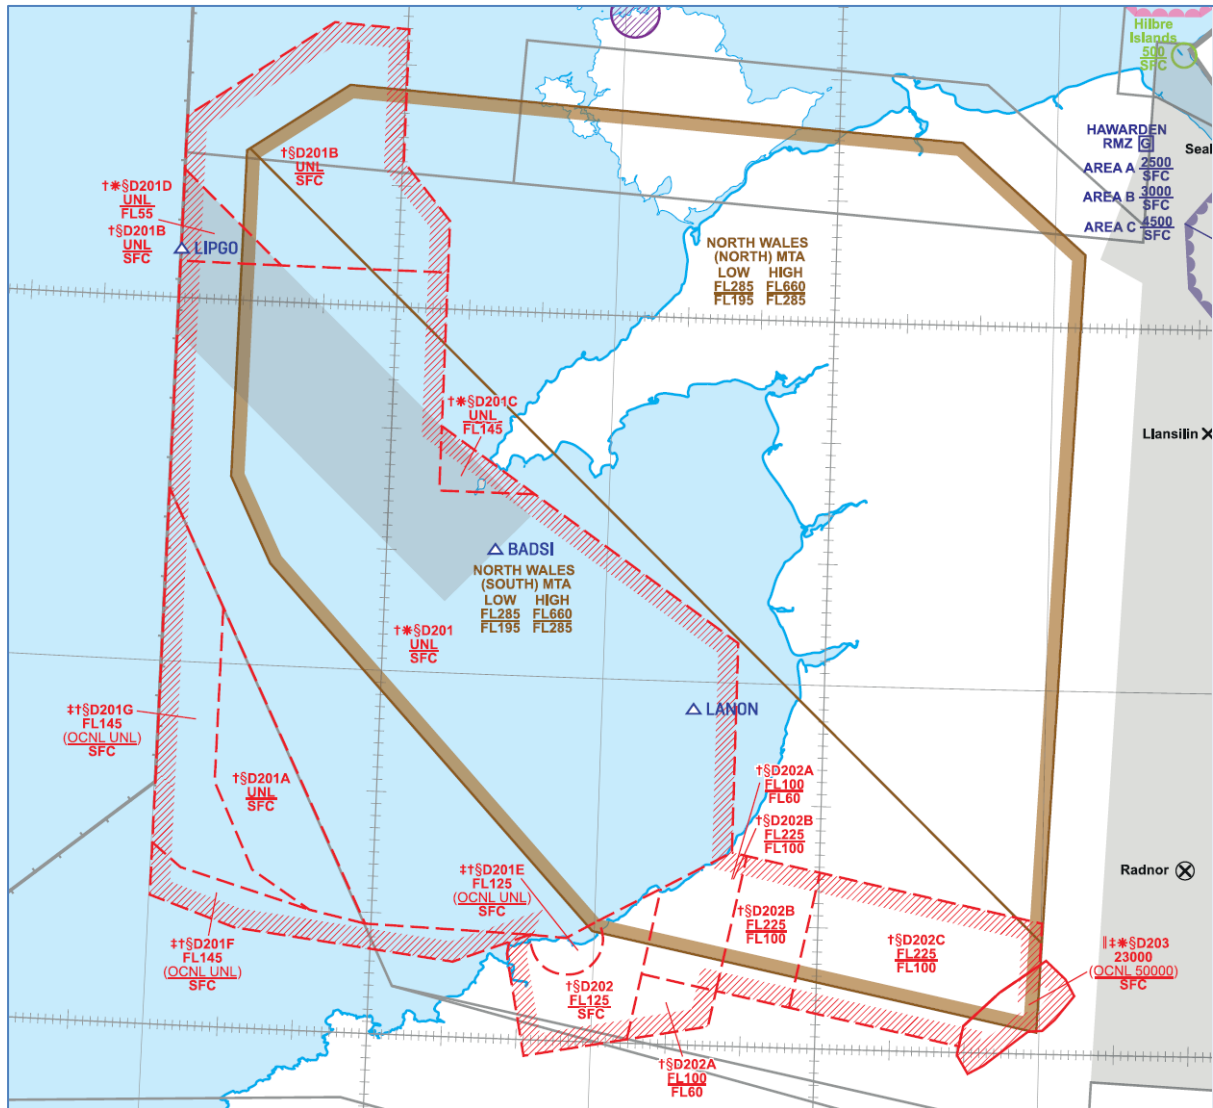 Hilbre
Islands
500
SFC
HAWARDEN
RMZ G
AREA A 2500
SFC
AREA B 3000
SFC
AREA C 4500
SFC
Seal
†§D201B
UNL
SFC
†✱§D201D
UNL
FL55
†§D201B
UNL
SFC
LIPGO
NORTH WALES
(NORTH) MTA
LOW HIGH
FL285 FL660
FL195 FL285
†✱§D201C
UNL
FL145
Llansilin
BADSI
NORTH WALES
(SOUTH) MTA
LOW HIGH
FL285 FL660
FL195 FL285
†✱§D201
UNL
SFC
LANON
‡†§D201G
FL145
(OCNL UNL)
SFC
†§D201A
UNL
SFC
†§D202A
FL100
FL60
†§D202B
FL225
FL100
‡†§D201E
FL125
(OCNL UNL)
SFC
Radnor
†§D202B
FL225
FL100
†§D202C
FL225
FL100
‡†§D201F
FL145
(OCNL UNL)
SFC
‖‡✱§D203
23000
(OCNL 50000)
SFC
†§D202
FL125
SFC
†§D202A
FL100
FL60